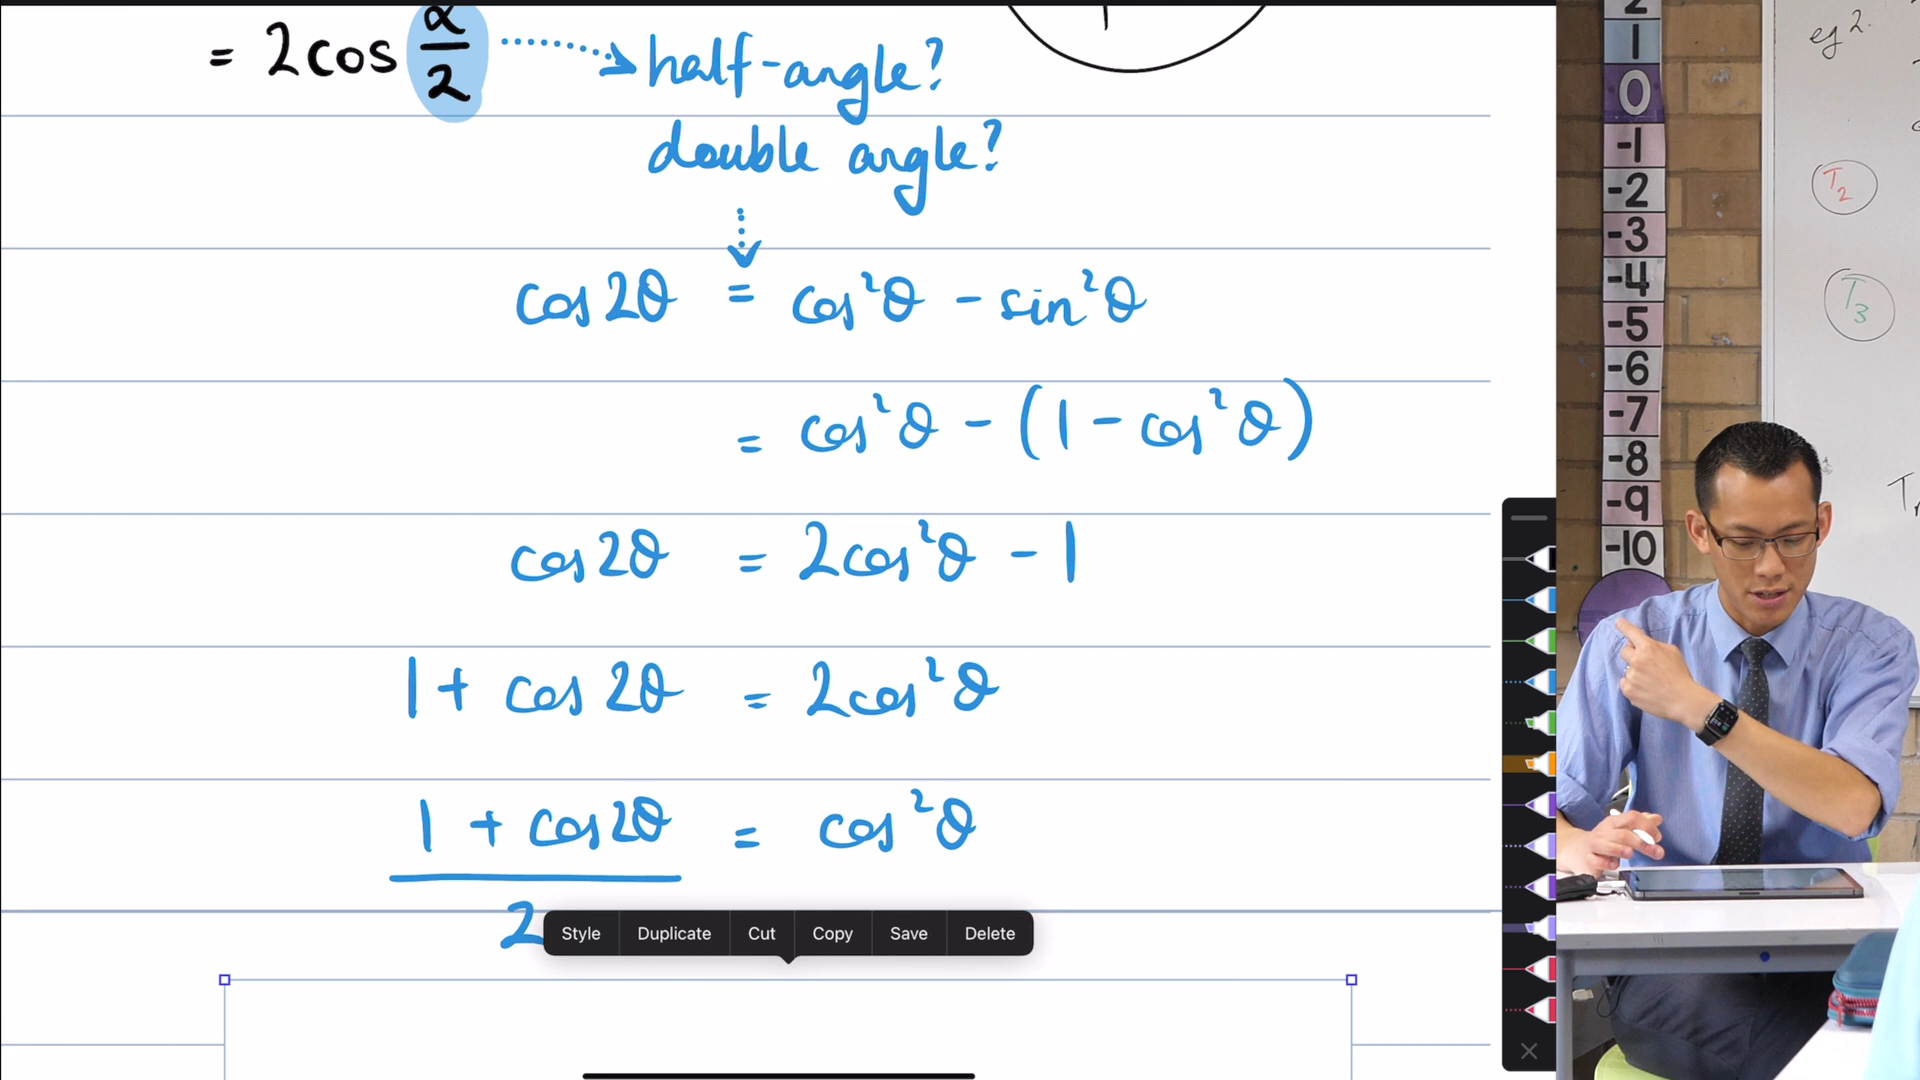 = 2cos α/2 → half-angle?
double angle?
cos 2θ = cos²θ - sin²θ
= cos²θ - (1 - cos²θ)
cos 2θ = 2cos²θ - 1
1 + cos 2θ = 2cos²θ
1 + cos 2θ = cos²θ
2
Style Duplicate Cut Copy Save Delete
2
1
0
-1
-2
-3
-4
-5
-6
-7
-8
-9
-10
eg 2.
T2
T3